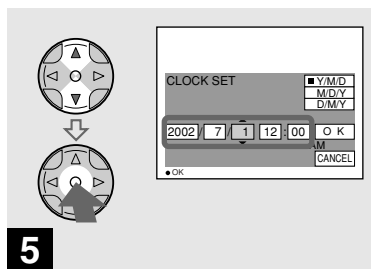 CLOCK SET
Y/M/D
M/D/Y
D/M/Y
2002 / 7 / 1 12 : 00 O K
AM
CANCEL
● OK
5